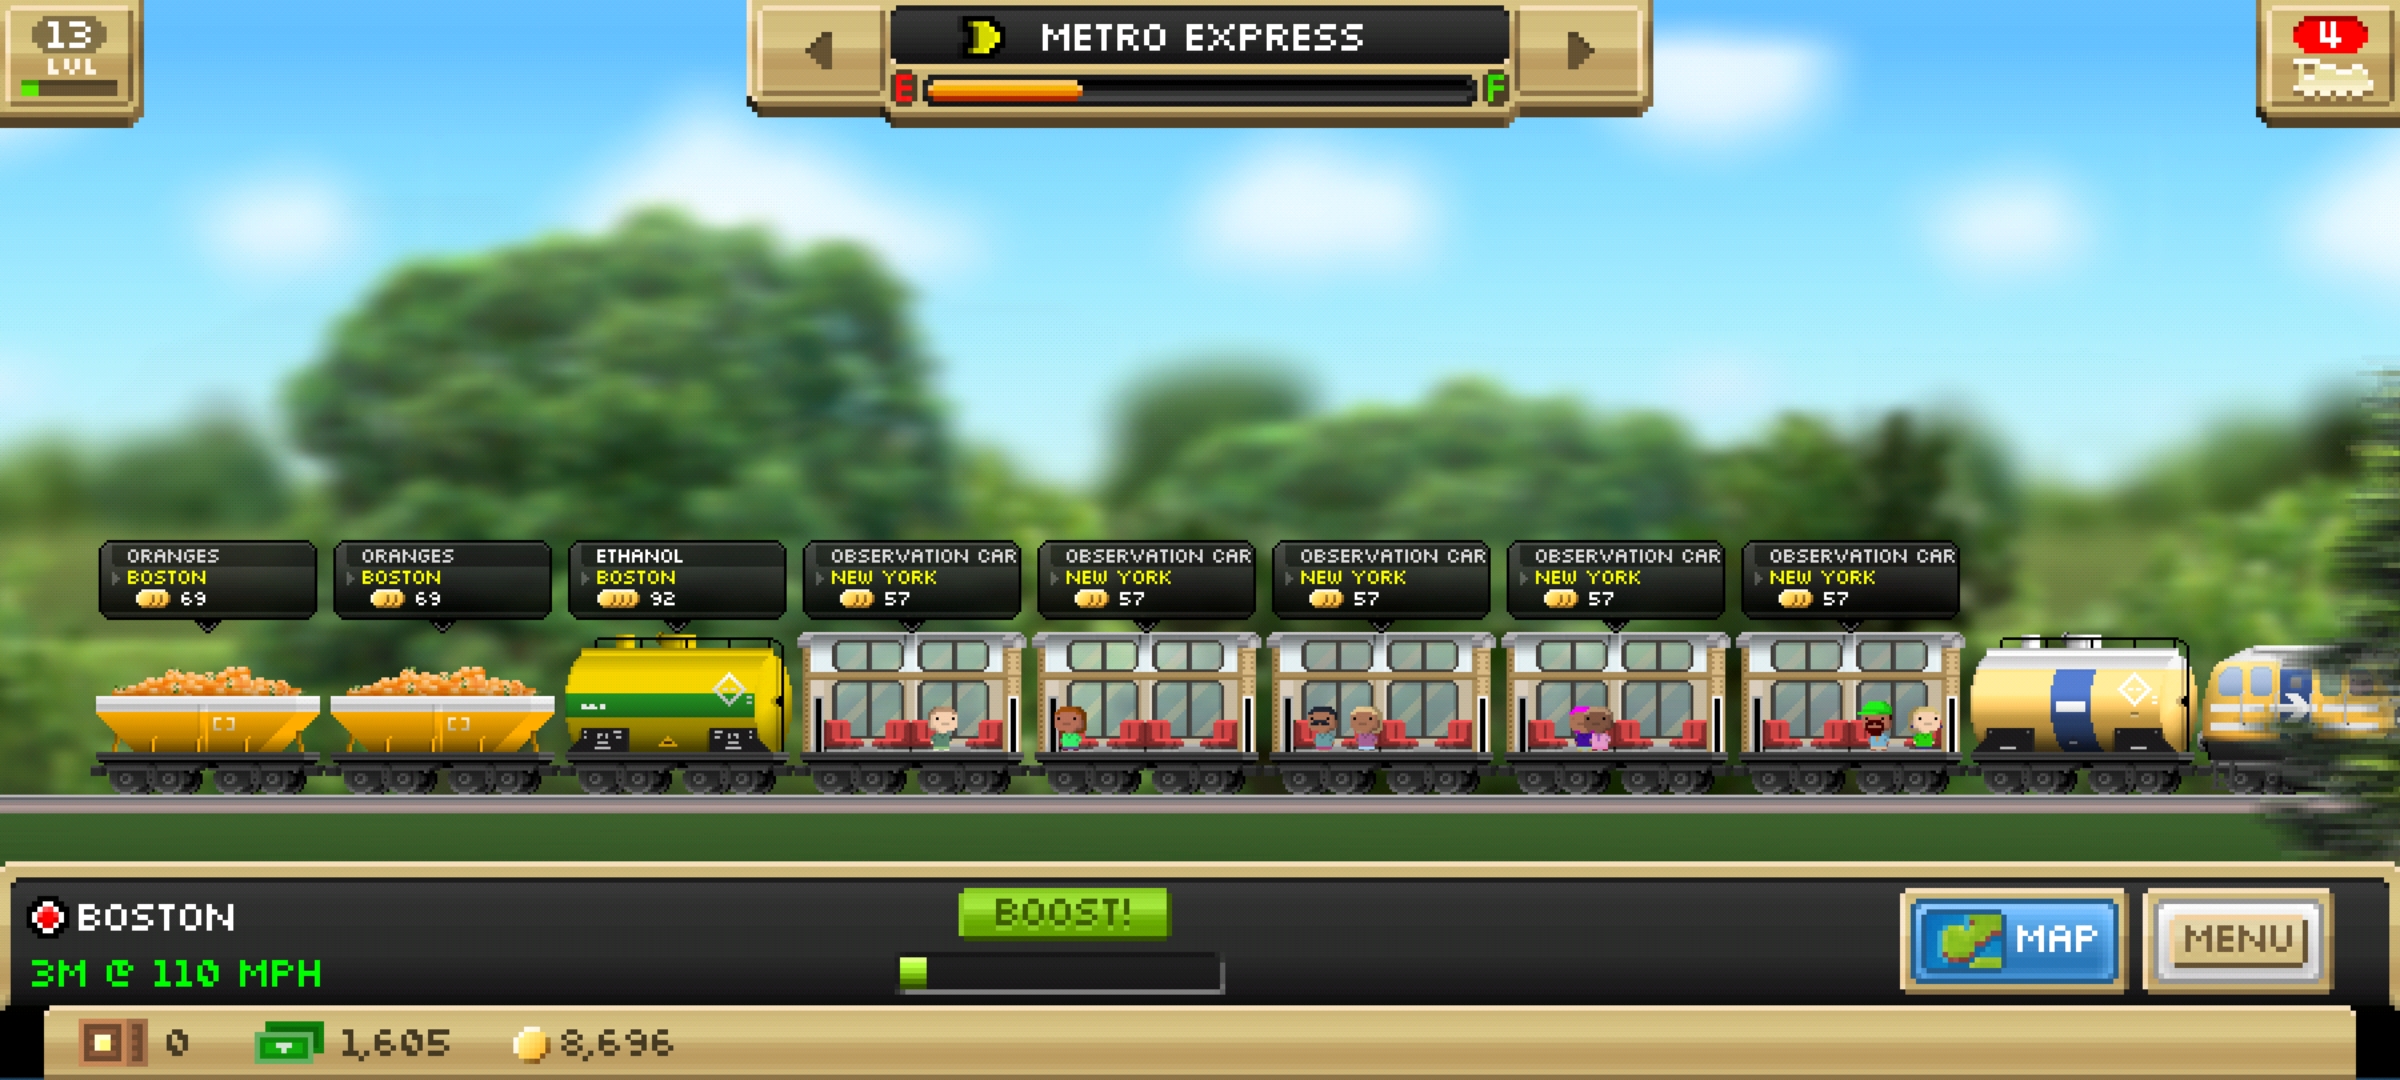 13
LVL
METRO EXPRESS
E F
4
ORANGES
BOSTON
69
ORANGES
BOSTON
69
ETHANOL
BOSTON
92
OBSERVATION CAR
NEW YORK
57
OBSERVATION CAR
NEW YORK
57
OBSERVATION CAR
NEW YORK
57
OBSERVATION CAR
NEW YORK
57
OBSERVATION CAR
NEW YORK
57
BOSTON
3M @ 110 MPH
BOOST!
MAP
MENU
0
1,605
8,696